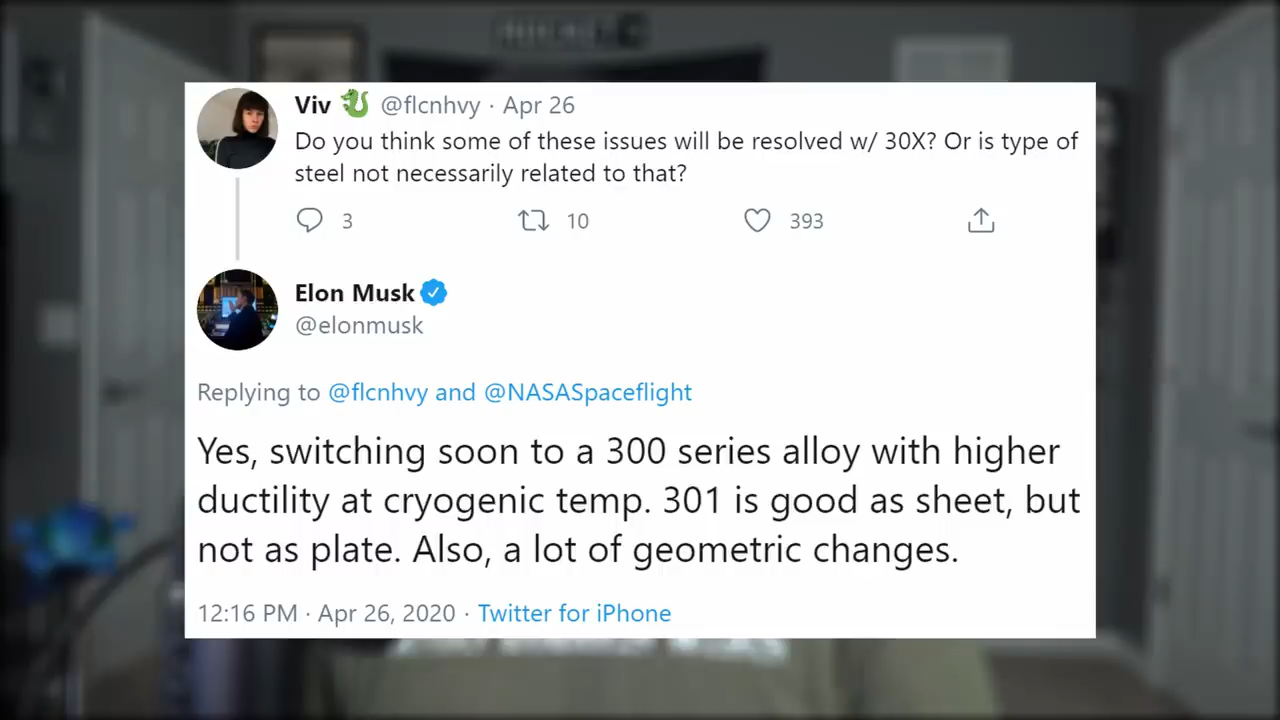 Viv 🐉 @flcnhvy · Apr 26
Do you think some of these issues will be resolved w/ 30X? Or is type of
steel not necessarily related to that?
3 10 393
Elon Musk
@elonmusk
Replying to @flcnhvy and @NASASpaceflight
Yes, switching soon to a 300 series alloy with higher
ductility at cryogenic temp. 301 is good as sheet, but
not as plate. Also, a lot of geometric changes.
12:16 PM · Apr 26, 2020 · Twitter for iPhone